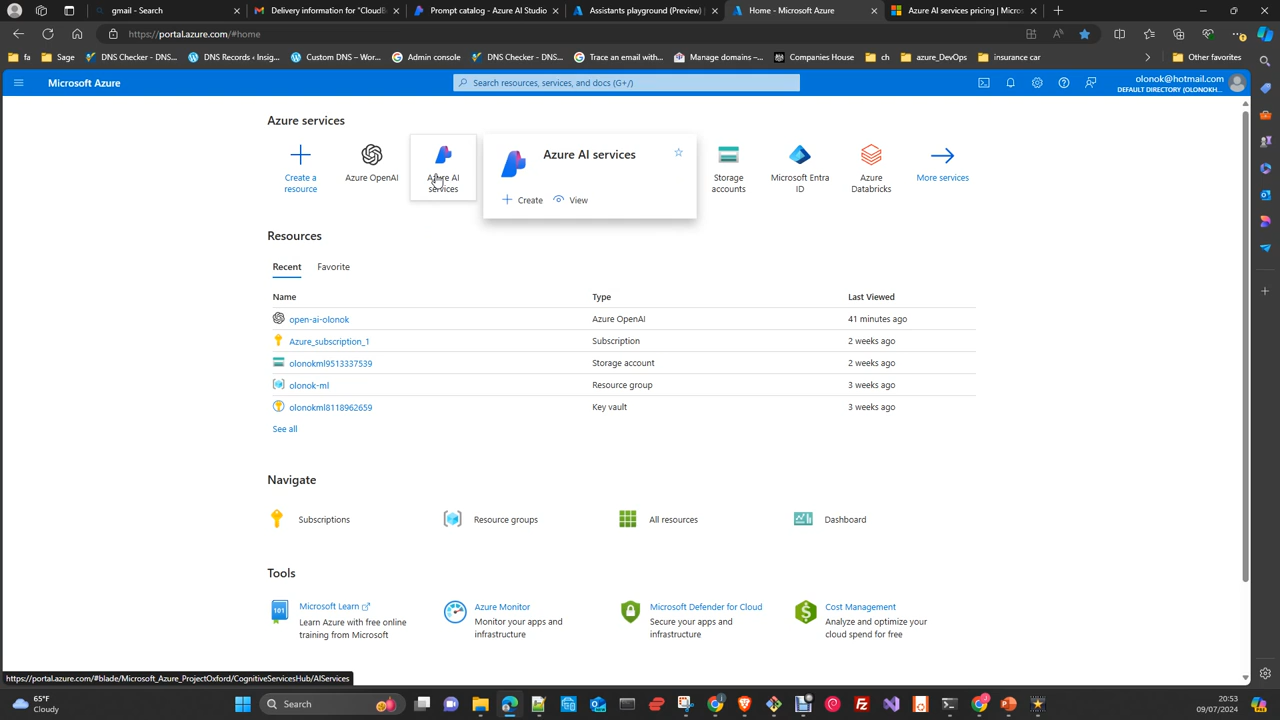 gmail - Search
Delivery information for "CloudE
Prompt catalog - Azure AI Studio
Assistants playground (Preview) |
Home - Microsoft Azure
Azure AI services pricing | Micros
https://portal.azure.com/#home
fa
Sage
DNS Checker - DNS...
DNS Records ‹ Insig...
Custom DNS – Wor...
Admin console
DNS Checker - DNS...
Trace an email with...
Manage domains –...
Companies House
ch
azure_DevOps
insurance car
Other favorites
Microsoft Azure
Search resources, services, and docs (G+/)
olonok@hotmail.com
DEFAULT DIRECTORY (OLONOKH...
Azure services
Create a resource
Azure OpenAI
Azure AI services
Azure AI services
Create
View
Storage accounts
Microsoft Entra ID
Azure Databricks
More services
Resources
Recent
Favorite
Name
Type
Last Viewed
open-ai-olonok
Azure OpenAI
41 minutes ago
Azure_subscription_1
Subscription
2 weeks ago
olonokml9513337539
Storage account
2 weeks ago
olonok-ml
Resource group
3 weeks ago
olonokml8118962659
Key vault
3 weeks ago
See all
Navigate
Subscriptions
Resource groups
All resources
Dashboard
Tools
Microsoft Learn
Learn Azure with free online
training from Microsoft
Azure Monitor
Monitor your apps and
infrastructure
Microsoft Defender for Cloud
Secure your apps and
infrastructure
Cost Management
Analyze and optimize your
cloud spend for free
https://portal.azure.com/#blade/Microsoft_Azure_ProjectOxford/CognitiveServicesHub/AIServices
65°F
Cloudy
Search
20:53
09/07/2024